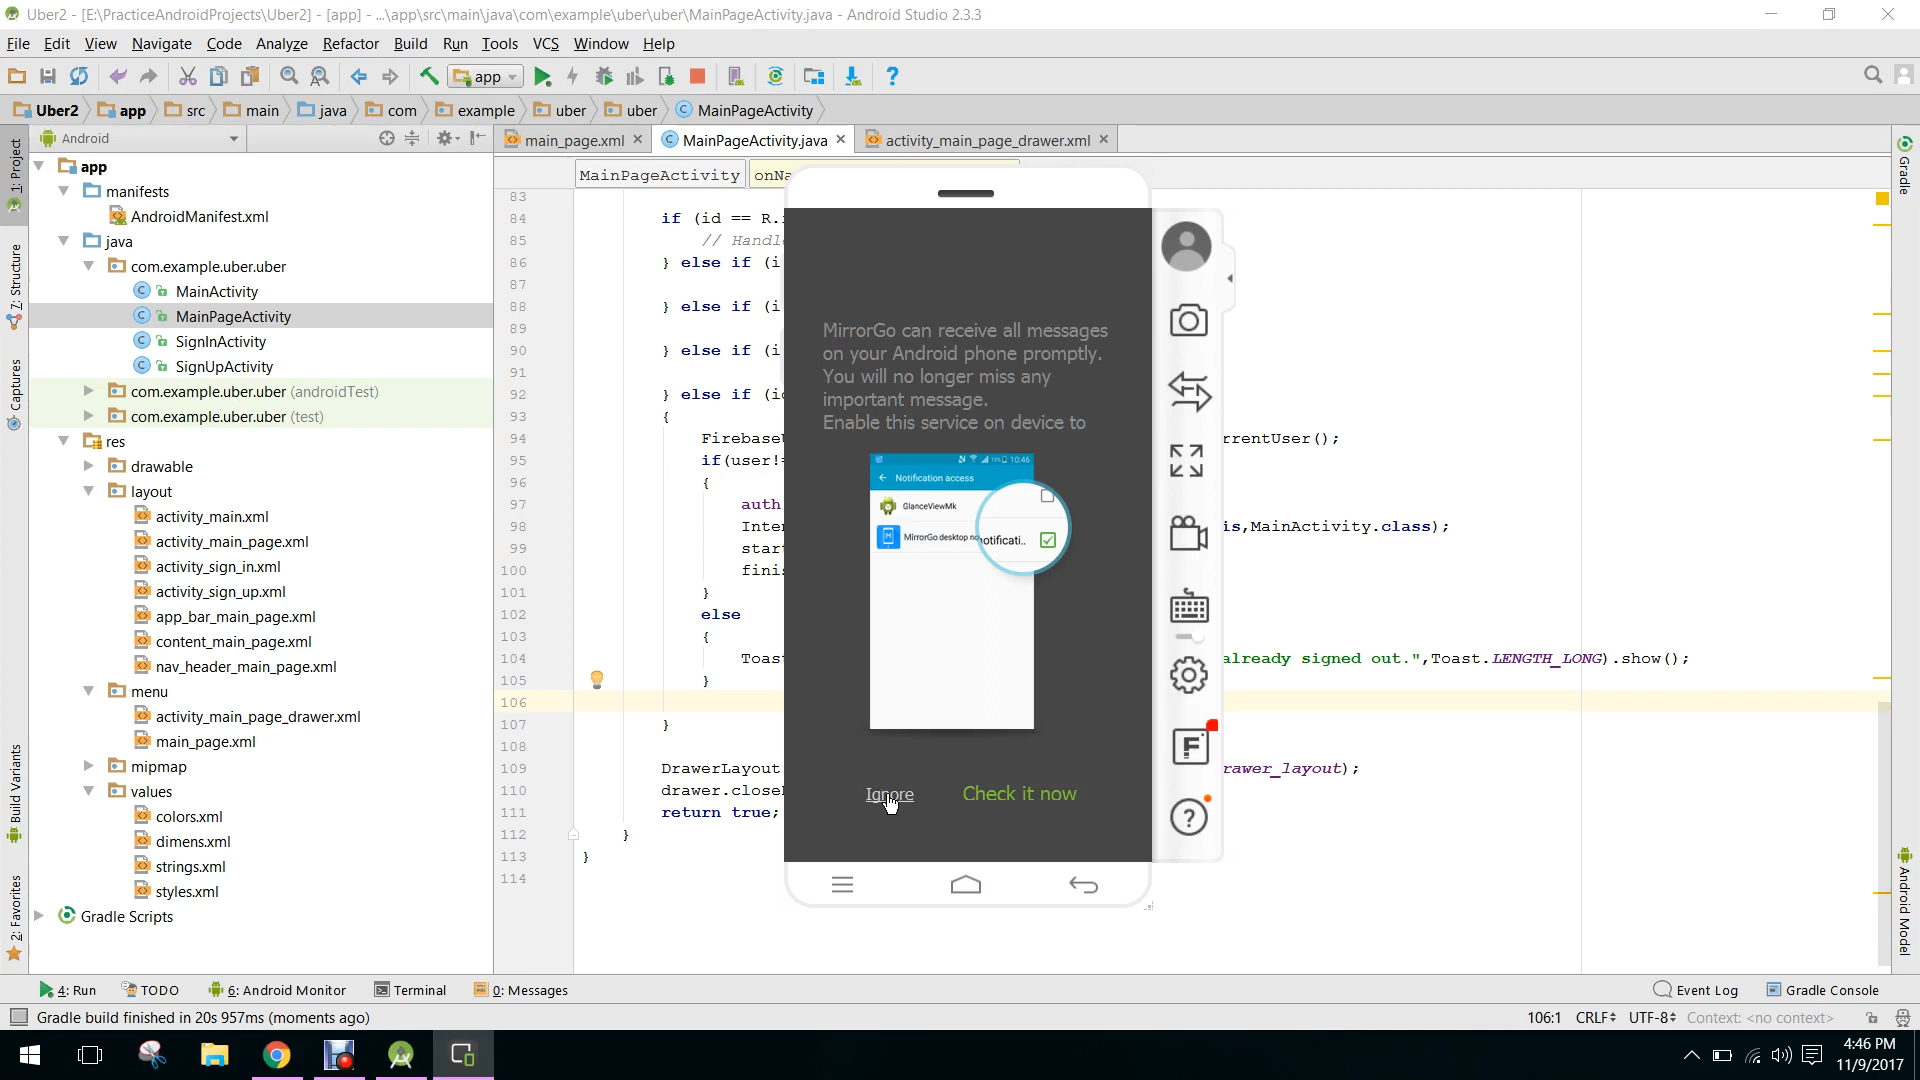 Uber2 - [E:\PracticeAndroidProjects\Uber2] - [app] - ...\app\src\main\java\com\example\uber\uber\MainPageActivity.java - Android Studio 2.3.3
File Edit View Navigate Code Analyze Refactor Build Run Tools VCS Window Help
app
Uber2 app src main java com example uber uber MainPageActivity
Android
main_page.xml MainPageActivity.java activity_main_page_drawer.xml
MainPageActivity
1: Project
7: Structure
Captures
Build Variants
2: Favorites
Gradle
Android Model
app
manifests
AndroidManifest.xml
java
com.example.uber.uber
MainActivity
MainPageActivity
SignInActivity
SignUpActivity
com.example.uber.uber (androidTest)
com.example.uber.uber (test)
res
drawable
layout
activity_main.xml
activity_main_page.xml
activity_sign_in.xml
activity_sign_up.xml
app_bar_main_page.xml
content_main_page.xml
nav_header_main_page.xml
menu
activity_main_page_drawer.xml
main_page.xml
mipmap
values
colors.xml
dimens.xml
strings.xml
styles.xml
Gradle Scripts
83
84 if (id == R.
85 // Handl
86 } else if (i
87
88 } else if (i
89
90 } else if (i
91
92 } else if (i
93 {
94 Firebase rrentUser();
95 if(user!=
96 {
97 auth
98 Inte is,MainActivity.class);
99 star
100 fini
101 }
102 else
103 {
104 Toas already signed out.",Toast.LENGTH_LONG).show();
105 }
106
107 }
108
109 DrawerLayout rawer_layout);
110 drawer.close
111 return true;
112 }
113 }
114
MirrorGo can receive all messages
on your Android phone promptly.
You will no longer miss any
important message.
Enable this service on device to
10:46
Notification access
GlanceViewMk
MirrorGo desktop no
notificati..
Ignore Check it now
4: Run TODO 6: Android Monitor Terminal 0: Messages Event Log Gradle Console
Gradle build finished in 20s 957ms (moments ago) 106:1 CRLF UTF-8 Context: <no context>
4:46 PM
11/9/2017